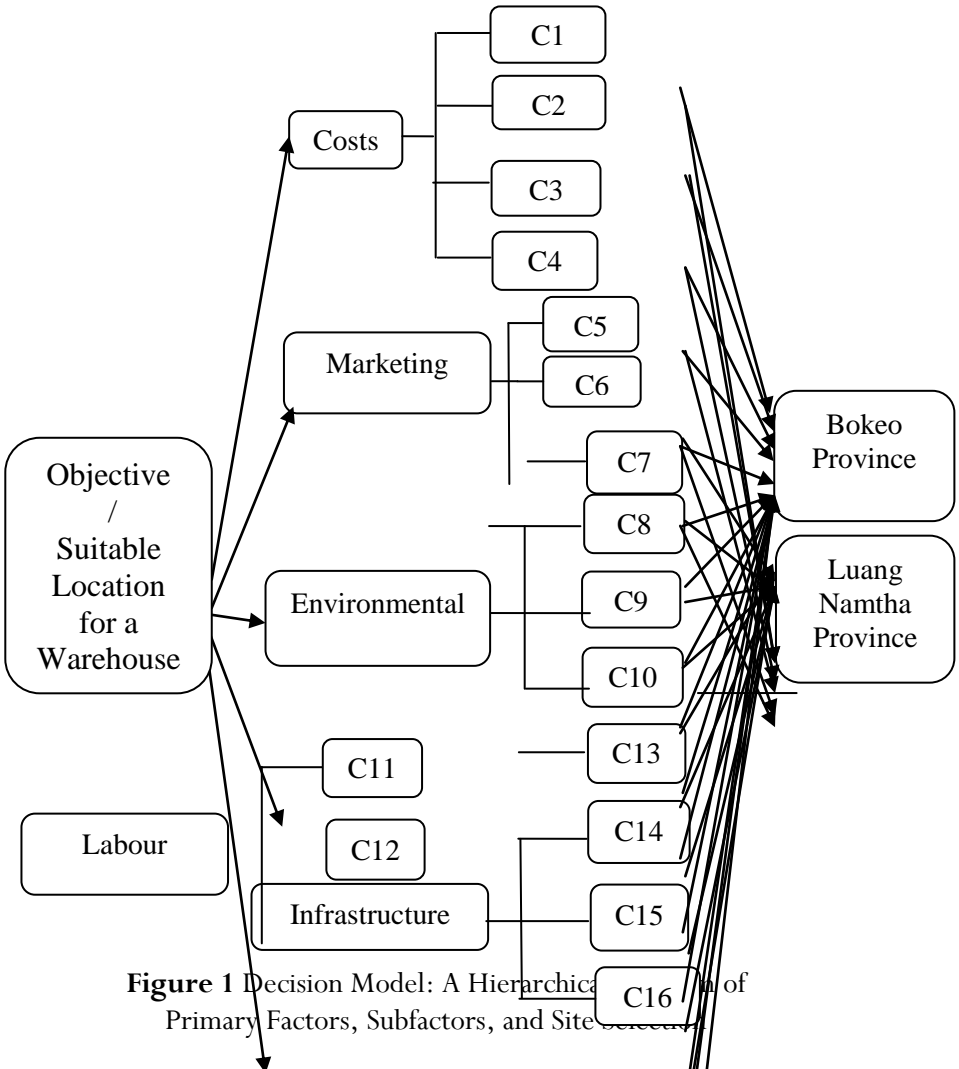 C1
C2
Costs
C3
C4
C5
Marketing
C6
Bokeo
Province
Objective
/
Suitable
Location
for a
Warehouse
C7
C8
Environmental
C9
Luang
Namtha
Province
C10
C13
C11
C14
Labour
C12
Infrastructure
C15
C16
Figure 1 Decision Model: A Hierarchica of
Primary Factors, Subfactors, and Site Selection